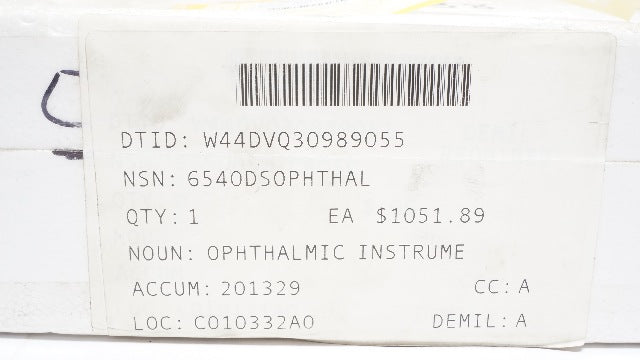 DTID: W44DVQ30989055
NSN: 6540DSOPHTHAL
QTY: 1 EA $1051.89
NOUN: OPHTHALMIC INSTRUME
ACCUM: 201329 CC: A
LOC: C010332A0 DEMIL: A